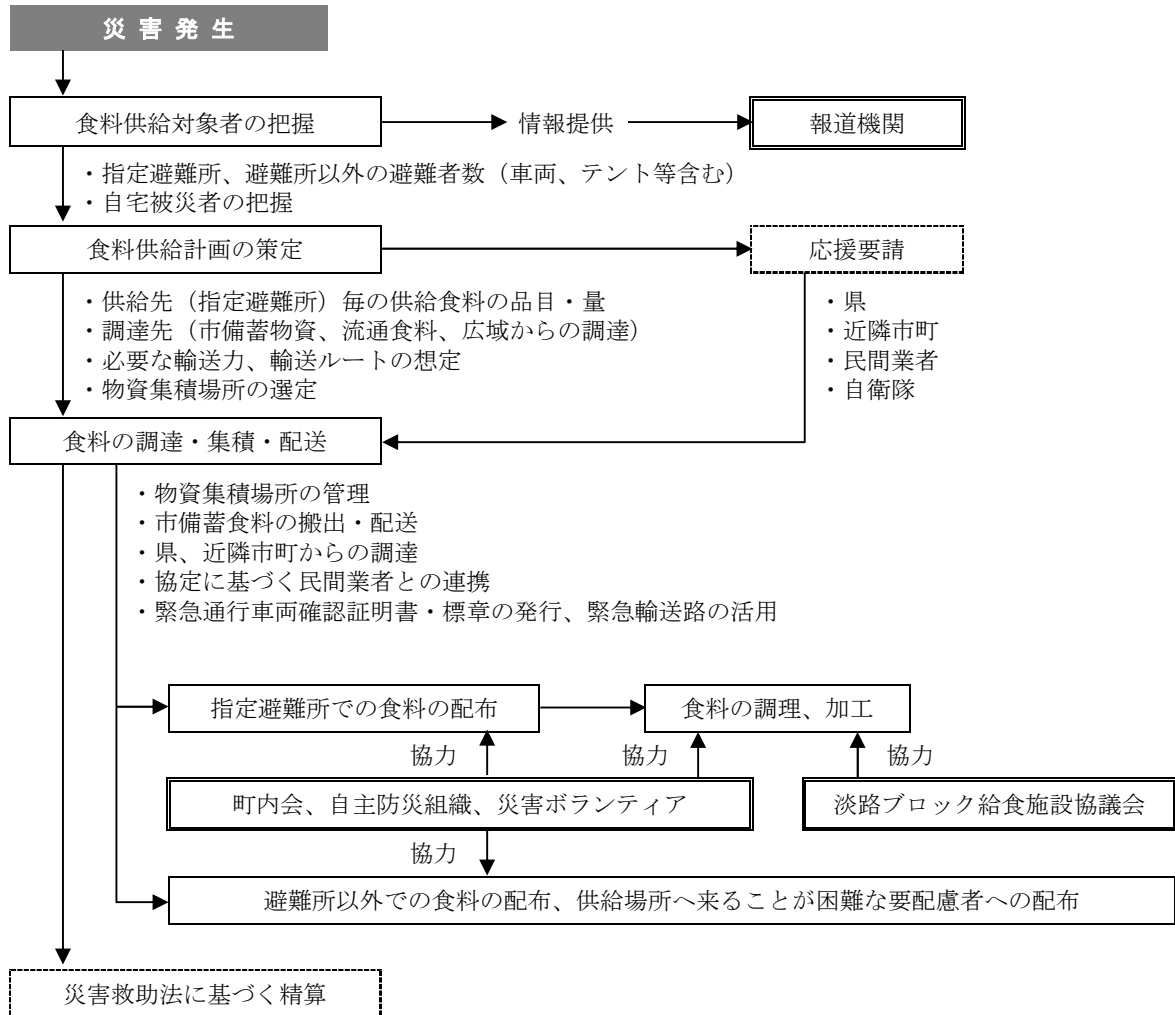 災害発生
食料供給対象者の把握
情報提供
報道機関
・指定避難所、避難所以外の避難者数（車両、テント等含む）
・自宅被災者の把握
食料供給計画の策定
応援要請
・供給先（指定避難所）毎の供給食料の品目・量
・調達先（市備蓄物資、流通食料、広域からの調達）
・必要な輸送力、輸送ルートの想定
・物資集積場所の選定
・県
・近隣市町
・民間業者
・自衛隊
食料の調達・集積・配送
・物資集積場所の管理
・市備蓄食料の搬出・配送
・県、近隣市町からの調達
・協定に基づく民間業者との連携
・緊急通行車両確認証明書・標章の発行、緊急輸送路の活用
指定避難所での食料の配布
食料の調理、加工
協力
協力
協力
町内会、自主防災組織、災害ボランティア
淡路ブロック給食施設協議会
協力
避難所以外での食料の配布、供給場所へ来ることが困難な要配慮者への配布
災害救助法に基づく精算